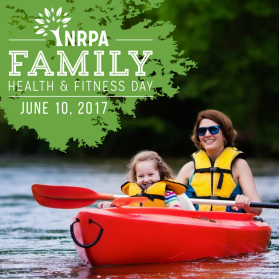 NRPA
FAMILY
HEALTH & FITNESS DAY
JUNE 10, 2017